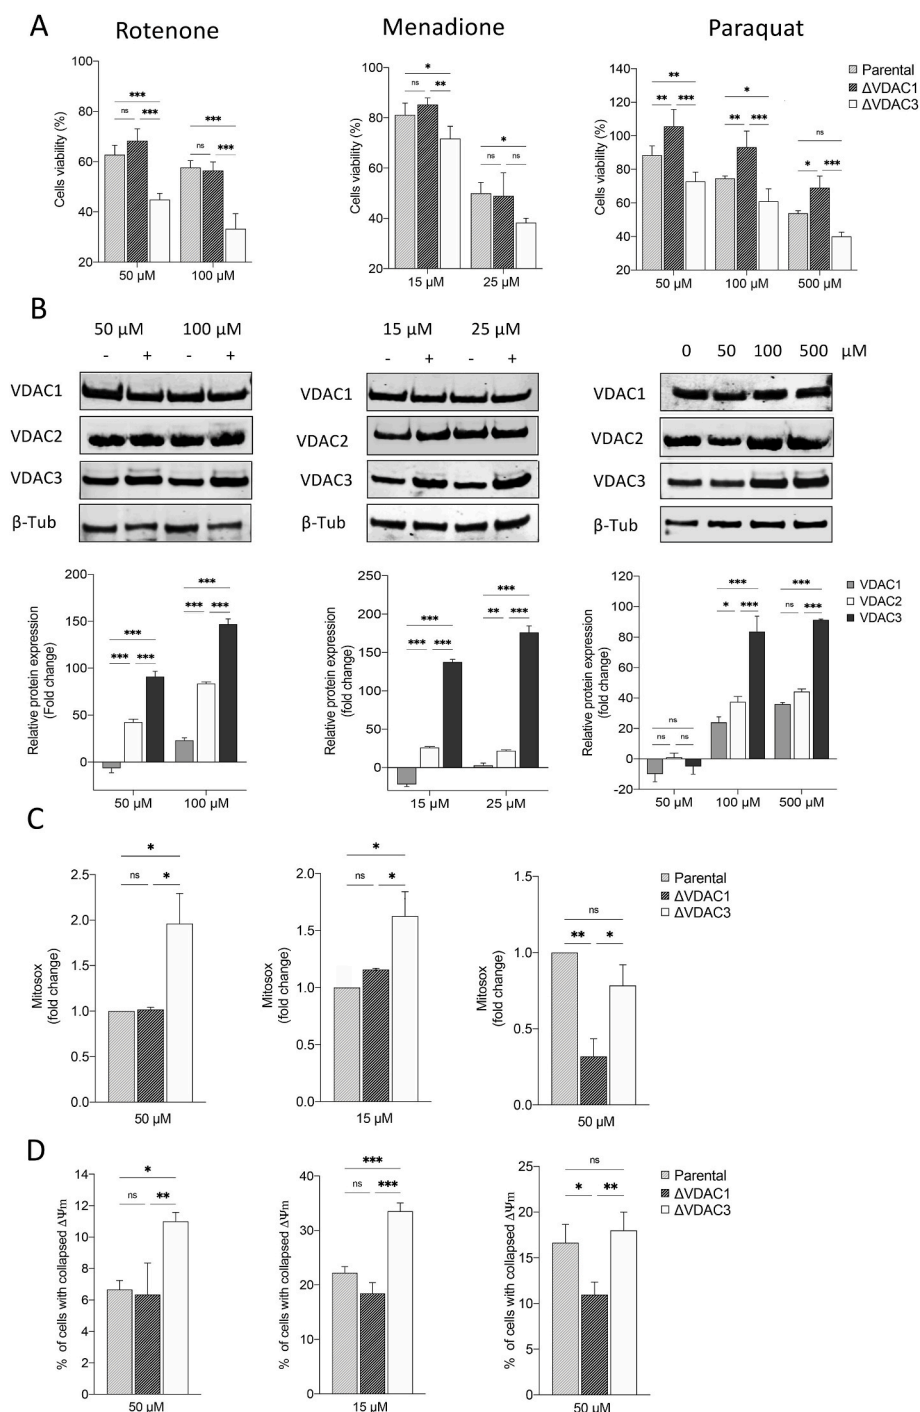 A
Rotenone
Menadione
Paraquat
Cells viability (%)
100
80
60
40
20
***
ns
***
***
ns
***
50 µM
100 µM
Cells viability (%)
100
80
60
40
20
*
ns
**
*
ns
ns
15 µM
25 µM
Cells viability (%)
140
120
100
80
60
40
20
**
**
***
*
**
***
ns
*
***
50 µM
100 µM
500 µM
Parental
ΔVDAC1
ΔVDAC3
B
50 µM 100 µM
- + - +
VDAC1
VDAC2
VDAC3
β-Tub
15 µM 25 µM
- + - +
VDAC1
VDAC2
VDAC3
β-Tub
0 50 100 500 µM
VDAC1
VDAC2
VDAC3
β-Tub
Relative protein expression
(Fold change)
200
150
100
50
0
***
***
***
***
***
***
50 µM
100 µM
Relative protein expression
(fold change)
250
200
150
100
50
0
***
***
***
***
**
***
15 µM
25 µM
Relative protein expression
(fold change)
120
100
80
60
40
20
0
-20
ns
ns
ns
***
*
***
***
ns
***
50 µM
100 µM
500 µM
VDAC1
VDAC2
VDAC3
C
Mitosox
(fold change)
2.5
2.0
1.5
1.0
0.5
0.0
*
ns
*
50 µM
Mitosox
(fold change)
2.0
1.5
1.0
0.5
0.0
*
ns
*
15 µM
Mitosox
(fold change)
1.5
1.0
0.5
0.0
ns
**
*
50 µM
Parental
ΔVDAC1
ΔVDAC3
D
% of cells with collapsed ΔΨm
14
12
10
8
6
4
2
0
*
ns
**
50 µM
% of cells with collapsed ΔΨm
40
30
20
10
0
***
ns
***
15 µM
% of cells with collapsed ΔΨm
25
20
15
10
5
0
ns
*
**
50 µM
Parental
ΔVDAC1
ΔVDAC3